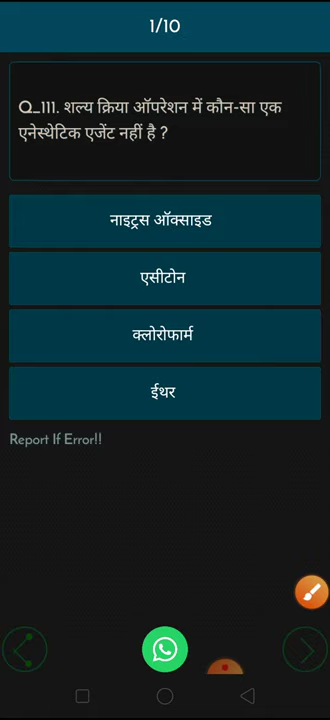 1/10
Q_111. शल्य क्रिया ऑपरेशन में कौन-सा एक
एनेस्थेटिक एजेंट नहीं है ?
नाइट्रस ऑक्साइड
एसीटोन
क्लोरोफार्म
ईथर
Report If Error!!